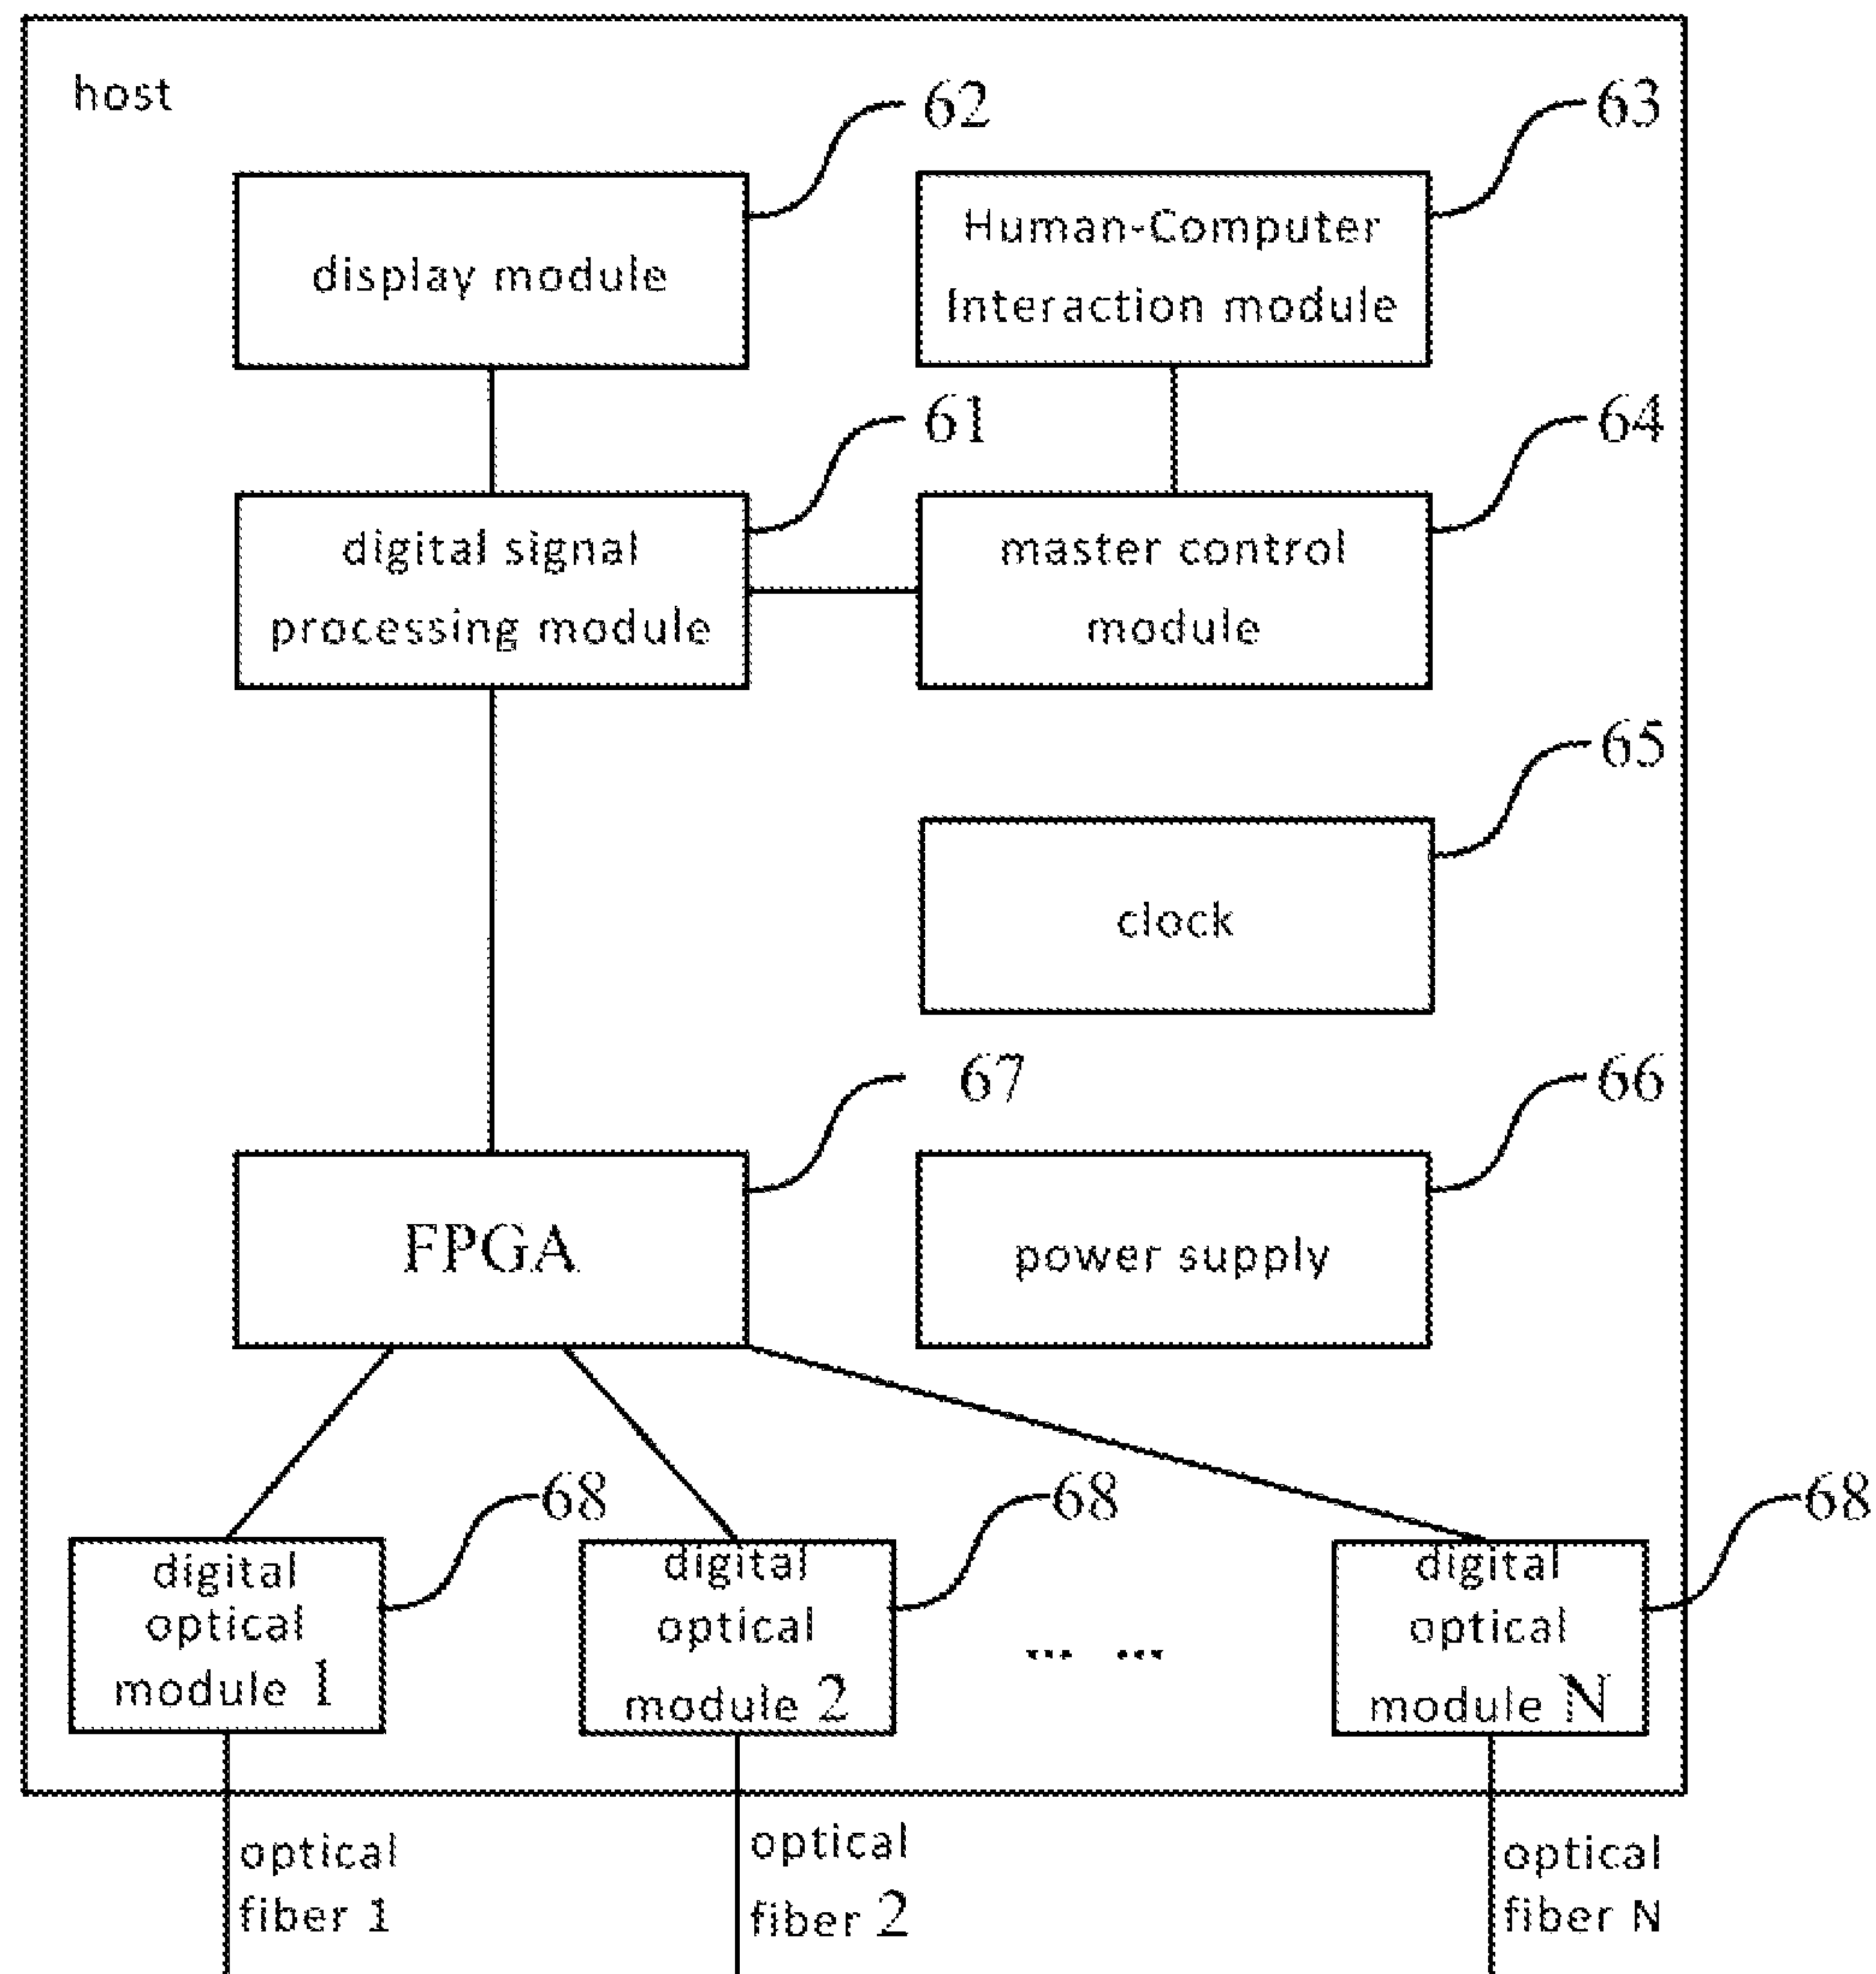 host
62
63
display module
Human-Computer
Interaction module
61
64
digital signal
processing module
master control
module
65
clock
67
66
FPGA
power supply
68
68
68
digital
optical
module 1
digital
optical
module 2
... ...
digital
optical
module N
optical
fiber 1
optical
fiber 2
optical
fiber N